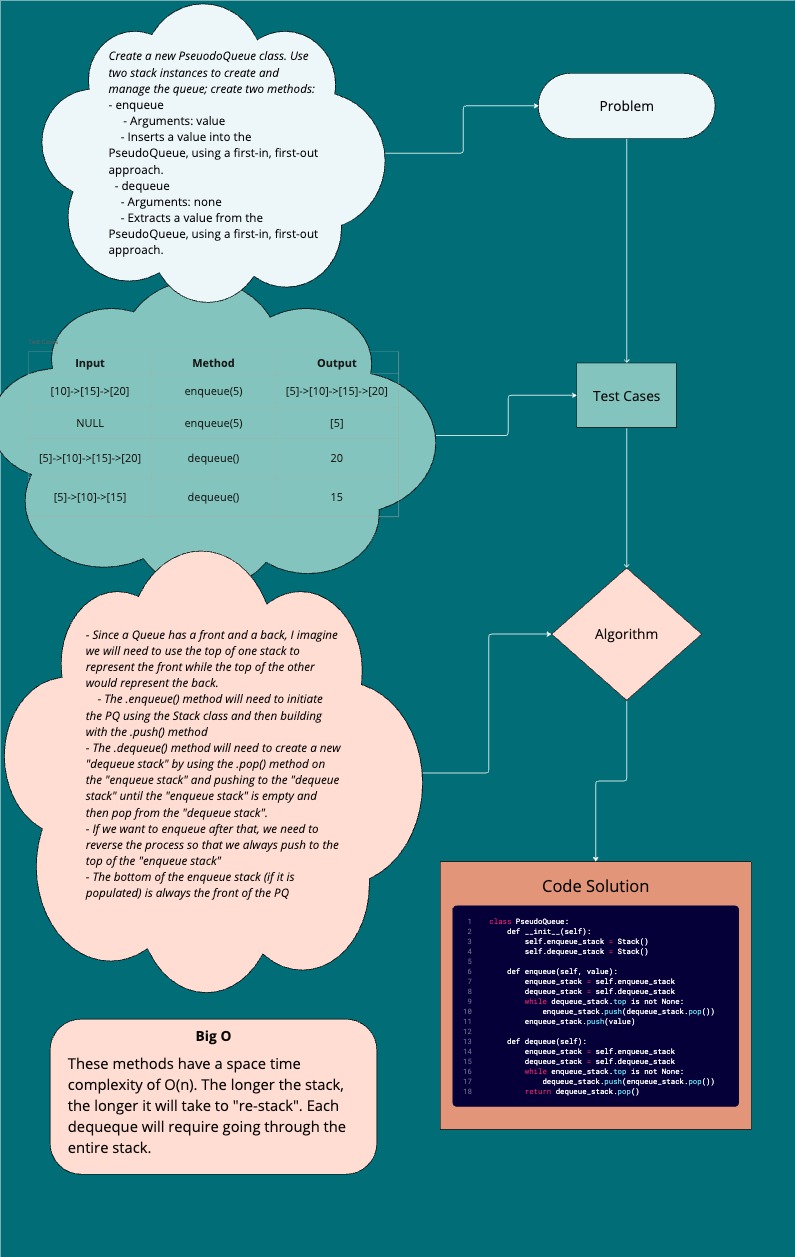 Create a new PseuodoQueue class. Use
two stack instances to create and
manage the queue; create two methods:
- enqueue
- Arguments: value
- Inserts a value into the
PseudoQueue, using a first-in, first-out
approach.
- dequeue
- Arguments: none
- Extracts a value from the
PseudoQueue, using a first-in, first-out
approach.
Problem
Input Method Output
[10]->[15]->[20] enqueue(5) [5]->[10]->[15]->[20]
NULL enqueue(5) [5]
[5]->[10]->[15]->[20] dequeue() 20
[5]->[10]->[15] dequeue() 15
Test Cases
- Since a Queue has a front and a back, I imagine
we will need to use the top of one stack to
represent the front while the top of the other
would represent the back.
- The .enqueue() method will need to initiate
the PQ using the Stack class and then building
with the .push() method
- The .dequeue() method will need to create a new
"dequeue stack" by using the .pop() method on
the "enqueue stack" and pushing to the "dequeue
stack" until the "enqueue stack" is empty and
then pop from the "dequeue stack".
- If we want to enqueue after that, we need to
reverse the process so that we always push to the
top of the "enqueue stack"
- The bottom of the enqueue stack (if it is
populated) is always the front of the PQ
Algorithm
Code Solution
1 class PseudoQueue:
2 def __init__(self):
3 self.enqueue_stack = Stack()
4 self.dequeue_stack = Stack()
5
6 def enqueue(self, value):
7 enqueue_stack = self.enqueue_stack
8 dequeue_stack = self.dequeue_stack
9 while dequeue_stack.top is not None:
10 enqueue_stack.push(dequeue_stack.pop())
11 enqueue_stack.push(value)
12
13 def dequeue(self):
14 enqueue_stack = self.enqueue_stack
15 dequeue_stack = self.dequeue_stack
16 while enqueue_stack.top is not None:
17 dequeue_stack.push(enqueue_stack.pop())
18 return dequeue_stack.pop()
Big O
These methods have a space time
complexity of O(n). The longer the stack,
the longer it will take to "re-stack". Each
dequeque will require going through the
entire stack.